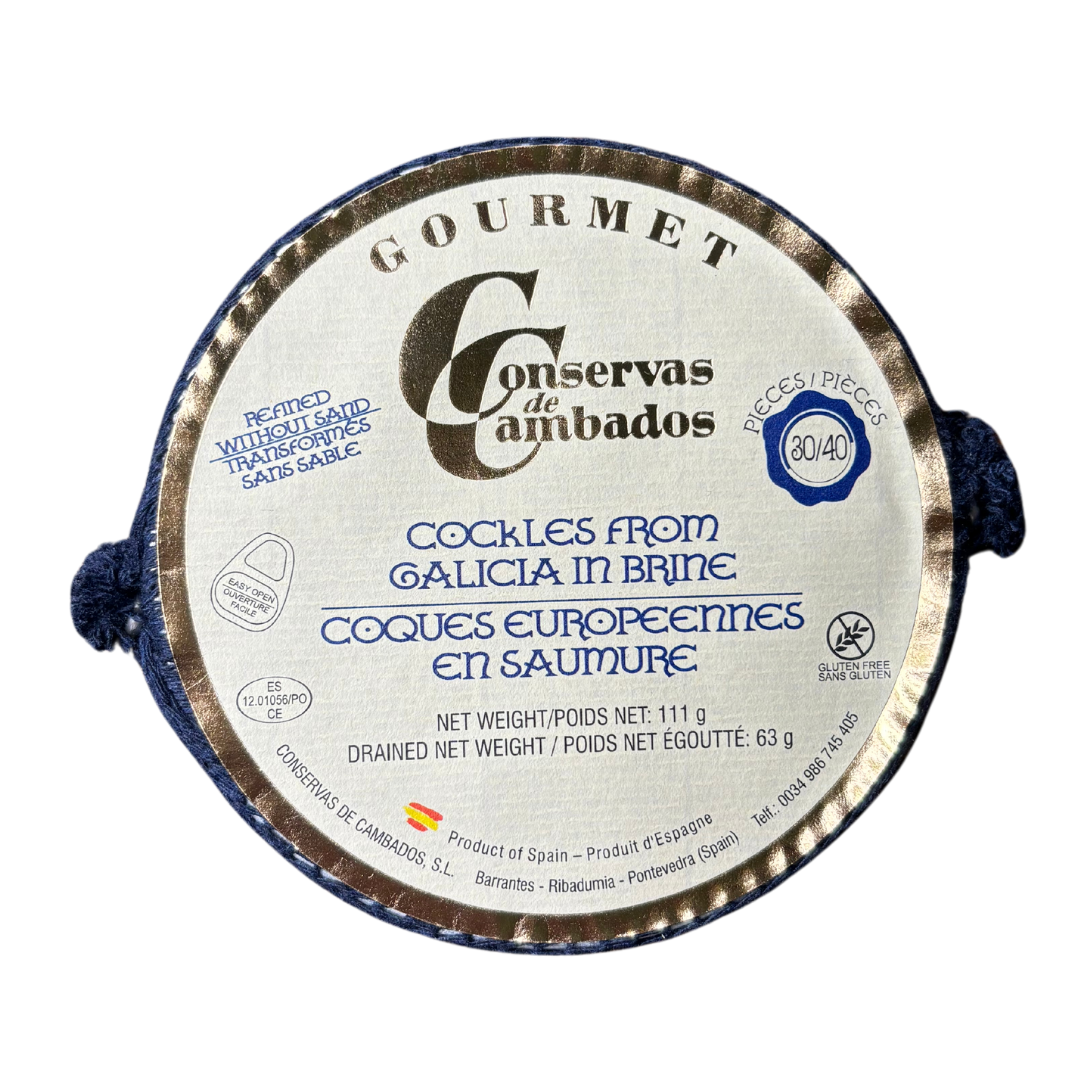 GOURMET
Conservas
de
Cambados
REFINED
WITHOUT SAND
TRANSFORMÉS
SANS SABLE
PIECES / PIÈCES
30/40
COCKLES FROM
GALICIA IN BRINE
COQUES EUROPEENNES
EN SAUMURE
EASY OPEN
OUVERTURE
FACILE
GLUTEN FREE
SANS GLUTEN
ES
12.01056/PO
CE
NET WEIGHT/POIDS NET: 111 g
DRAINED NET WEIGHT / POIDS NET ÉGOUTTÉ: 63 g
Product of Spain – Produit d'Espagne
CONSERVAS DE CAMBADOS, S.L. Barrantes - Ribadumia - Pontevedra (Spain) Telf.: 0034 986 745 405